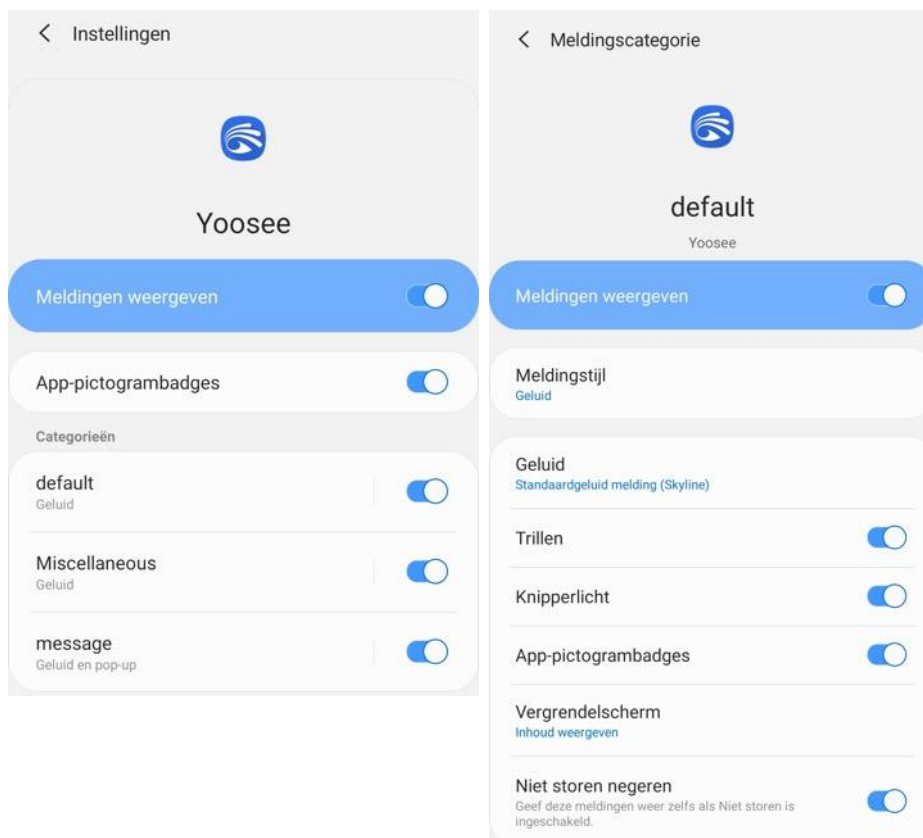 Instellingen
Yoosee
Meldingen weergeven
App-pictogrambadges
Categorieën
default
Geluid
Miscellaneous
Geluid
message
Geluid en pop-up
Meldingscategorie
default
Yoosee
Meldingen weergeven
Meldingstijl
Geluid
Geluid
Standaardgeluid melding (Skyline)
Trillen
Knipperlicht
App-pictogrambadges
Vergrendelscherm
Inhoud weergeven
Niet storen negeren
Geef deze meldingen weer zelfs als Niet storen is
ingeschakeld.